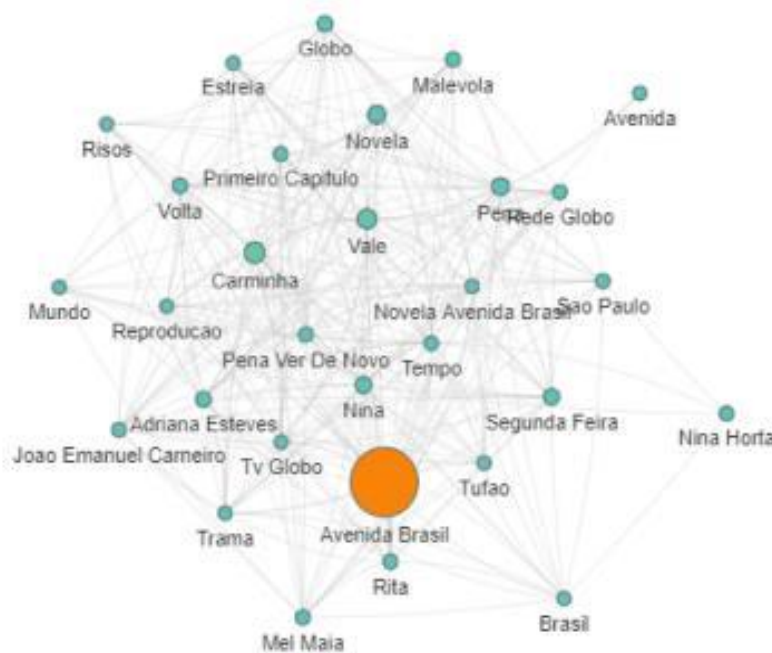 Globo
Estrela
Malevola
Avenida
Risos
Novela
Primeiro Capitulo
Volta
Pena
Rede Globo
Vale
Carminha
Mundo
Reproducao
Novela Avenida Brasil
Sao Paulo
Pena Ver De Novo
Tempo
Nina
Adriana Esteves
Segunda Feira
Nina Horta
Joao Emanuel Carneiro
Tv Globo
Tufao
Trama
Avenida Brasil
Rita
Brasil
Mel Maia